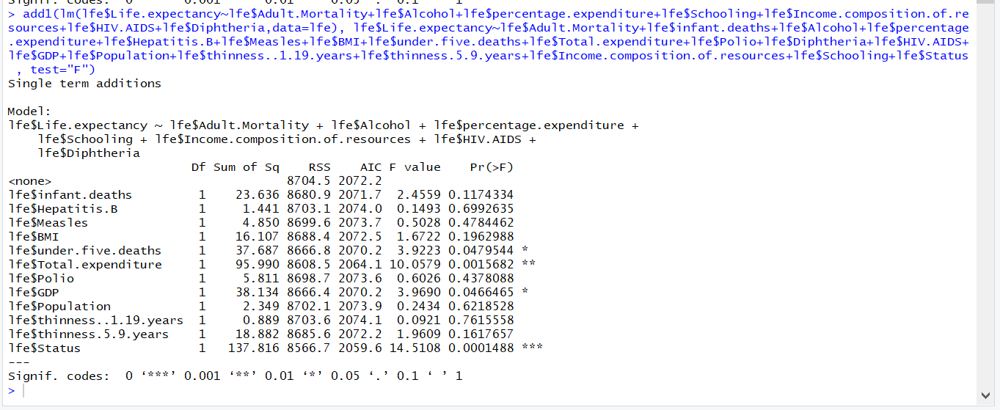 Signif. codes:  0 ‘***’ 0.001 ‘**’ 0.01 ‘*’ 0.05 ‘.’ 0.1 ‘ ’ 1
> add1(lm(lfe$Life.expectancy~lfe$Adult.Mortality+lfe$Alcohol+lfe$percentage.expenditure+lfe$Schooling+lfe$Income.composition.of.re
sources+lfe$HIV.AIDS+lfe$Diphtheria,data=lfe), lfe$Life.expectancy~lfe$Adult.Mortality+lfe$infant.deaths+lfe$Alcohol+lfe$percentage
.expenditure+lfe$Hepatitis.B+lfe$Measles+lfe$BMI+lfe$under.five.deaths+lfe$Total.expenditure+lfe$Polio+lfe$Diphtheria+lfe$HIV.AIDS+
lfe$GDP+lfe$Population+lfe$thinness..1.19.years+lfe$thinness.5.9.years+lfe$Income.composition.of.resources+lfe$Schooling+lfe$Status
 , test="F")
Single term additions

Model:
lfe$Life.expectancy ~ lfe$Adult.Mortality + lfe$Alcohol + lfe$percentage.expenditure +
    lfe$Schooling + lfe$Income.composition.of.resources + lfe$HIV.AIDS +
    lfe$Diphtheria
                         Df Sum of Sq    RSS    AIC F value    Pr(>F)
<none>                                8704.5 2072.2
lfe$infant.deaths         1    23.636 8680.9 2071.7  2.4559 0.1174334
lfe$Hepatitis.B           1     1.441 8703.1 2074.0  0.1493 0.6992635
lfe$Measles               1     4.850 8699.6 2073.7  0.5028 0.4784462
lfe$BMI                   1    16.107 8688.4 2072.5  1.6722 0.1962988
lfe$under.five.deaths     1    37.687 8666.8 2070.2  3.9223 0.0479544 *
lfe$Total.expenditure     1    95.990 8608.5 2064.1 10.0579 0.0015682 **
lfe$Polio                 1     5.811 8698.7 2073.6  0.6026 0.4378088
lfe$GDP                   1    38.134 8666.4 2070.2  3.9690 0.0466465 *
lfe$Population            1     2.349 8702.1 2073.9  0.2434 0.6218528
lfe$thinness..1.19.years  1     0.889 8703.6 2074.1  0.0921 0.7615558
lfe$thinness.5.9.years    1    18.882 8685.6 2072.2  1.9609 0.1617657
lfe$Status                1   137.816 8566.7 2059.6 14.5108 0.0001488 ***
---
Signif. codes:  0 ‘***’ 0.001 ‘**’ 0.01 ‘*’ 0.05 ‘.’ 0.1 ‘ ’ 1
>